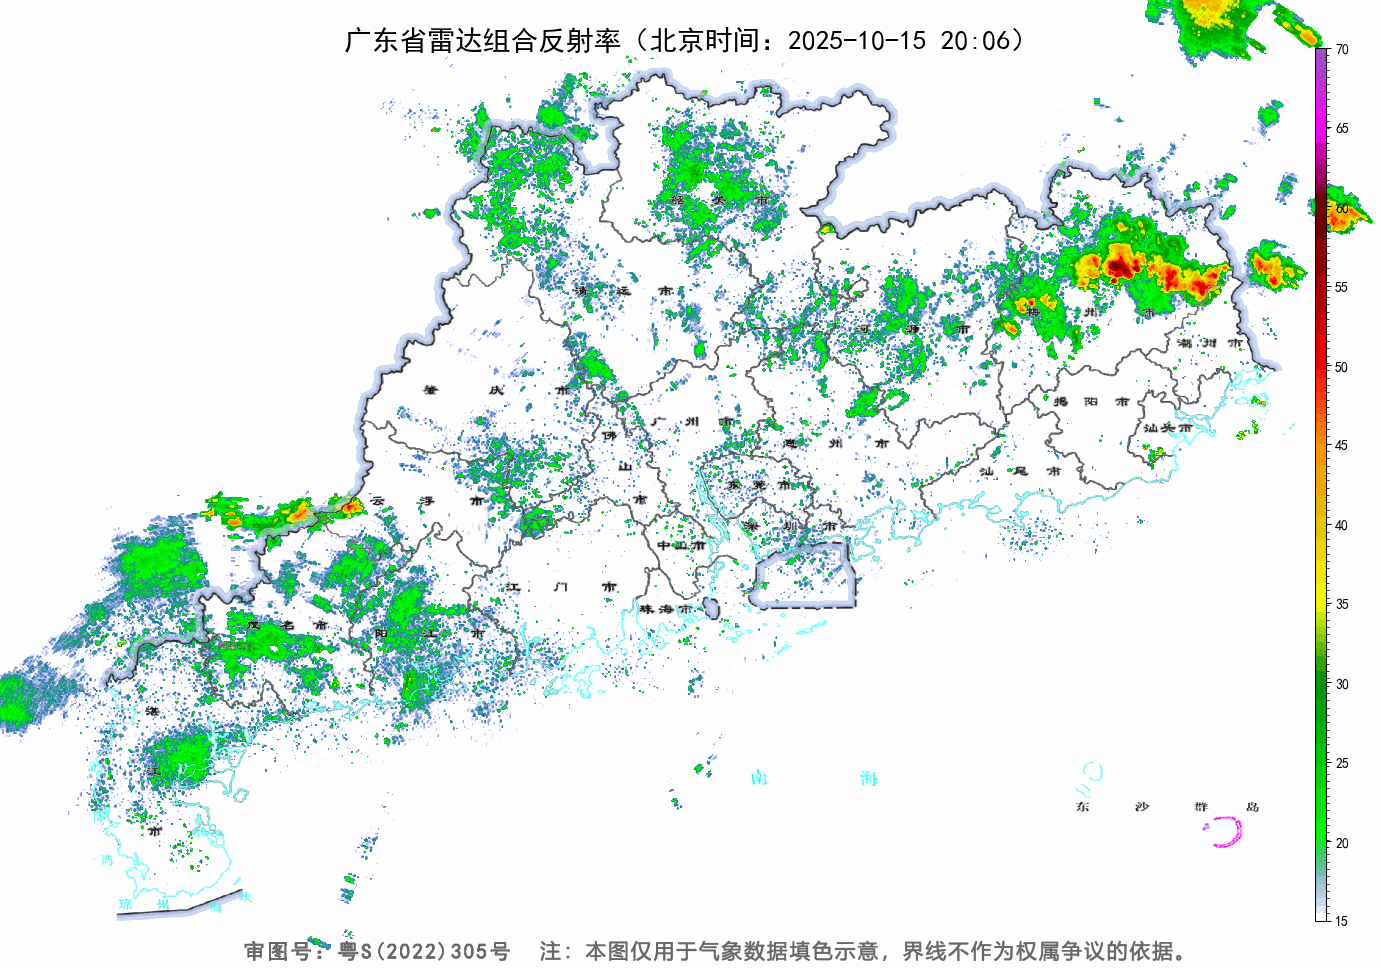 广东省雷达组合反射率（北京时间：2025-10-15 20:06）
70
65
60
55
50
45
40
35
30
25
20
15
韶关市
清远市
河源市
梅州市
潮州市
肇庆市
广州市
佛山市
惠州市
揭阳市
汕头市
汕尾市
云浮市
东莞市
深圳市
中山市
江门市
珠海市
茂名市
阳江市
湛江市
南海
东沙群岛
湾
琼州海峡
审图号：粤S(2022)305号 注：本图仅用于气象数据填色示意，界线不作为权属争议的依据。